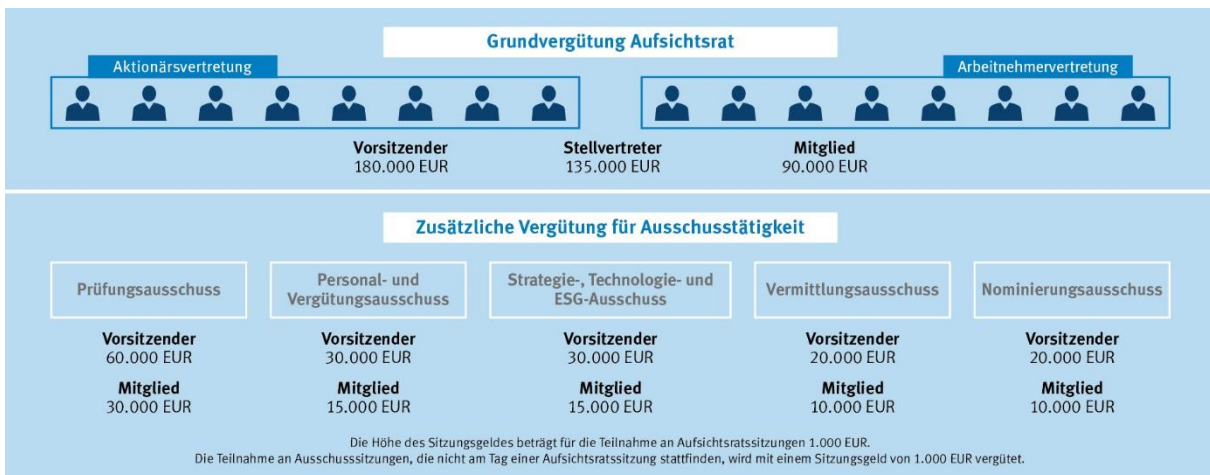 Grundvergütung Aufsichtsrat
Aktionärsvertretung
Arbeitnehmervertretung
Vorsitzender
180.000 EUR
Stellvertreter
135.000 EUR
Mitglied
90.000 EUR
Zusätzliche Vergütung für Ausschusstätigkeit
Prüfungsausschuss
Vorsitzender
60.000 EUR
Mitglied
30.000 EUR
Personal- und
Vergütungsausschuss
Vorsitzender
30.000 EUR
Mitglied
15.000 EUR
Strategie-, Technologie- und
ESG-Ausschuss
Vorsitzender
30.000 EUR
Mitglied
15.000 EUR
Vermittlungsausschuss
Vorsitzender
20.000 EUR
Mitglied
10.000 EUR
Nominierungsausschuss
Vorsitzender
20.000 EUR
Mitglied
10.000 EUR
Die Höhe des Sitzungsgeldes beträgt für die Teilnahme an Aufsichtsratssitzungen 1.000 EUR.
Die Teilnahme an Ausschusssitzungen, die nicht am Tag einer Aufsichtsratssitzung stattfinden, wird mit einem Sitzungsgeld von 1.000 EUR vergütet.